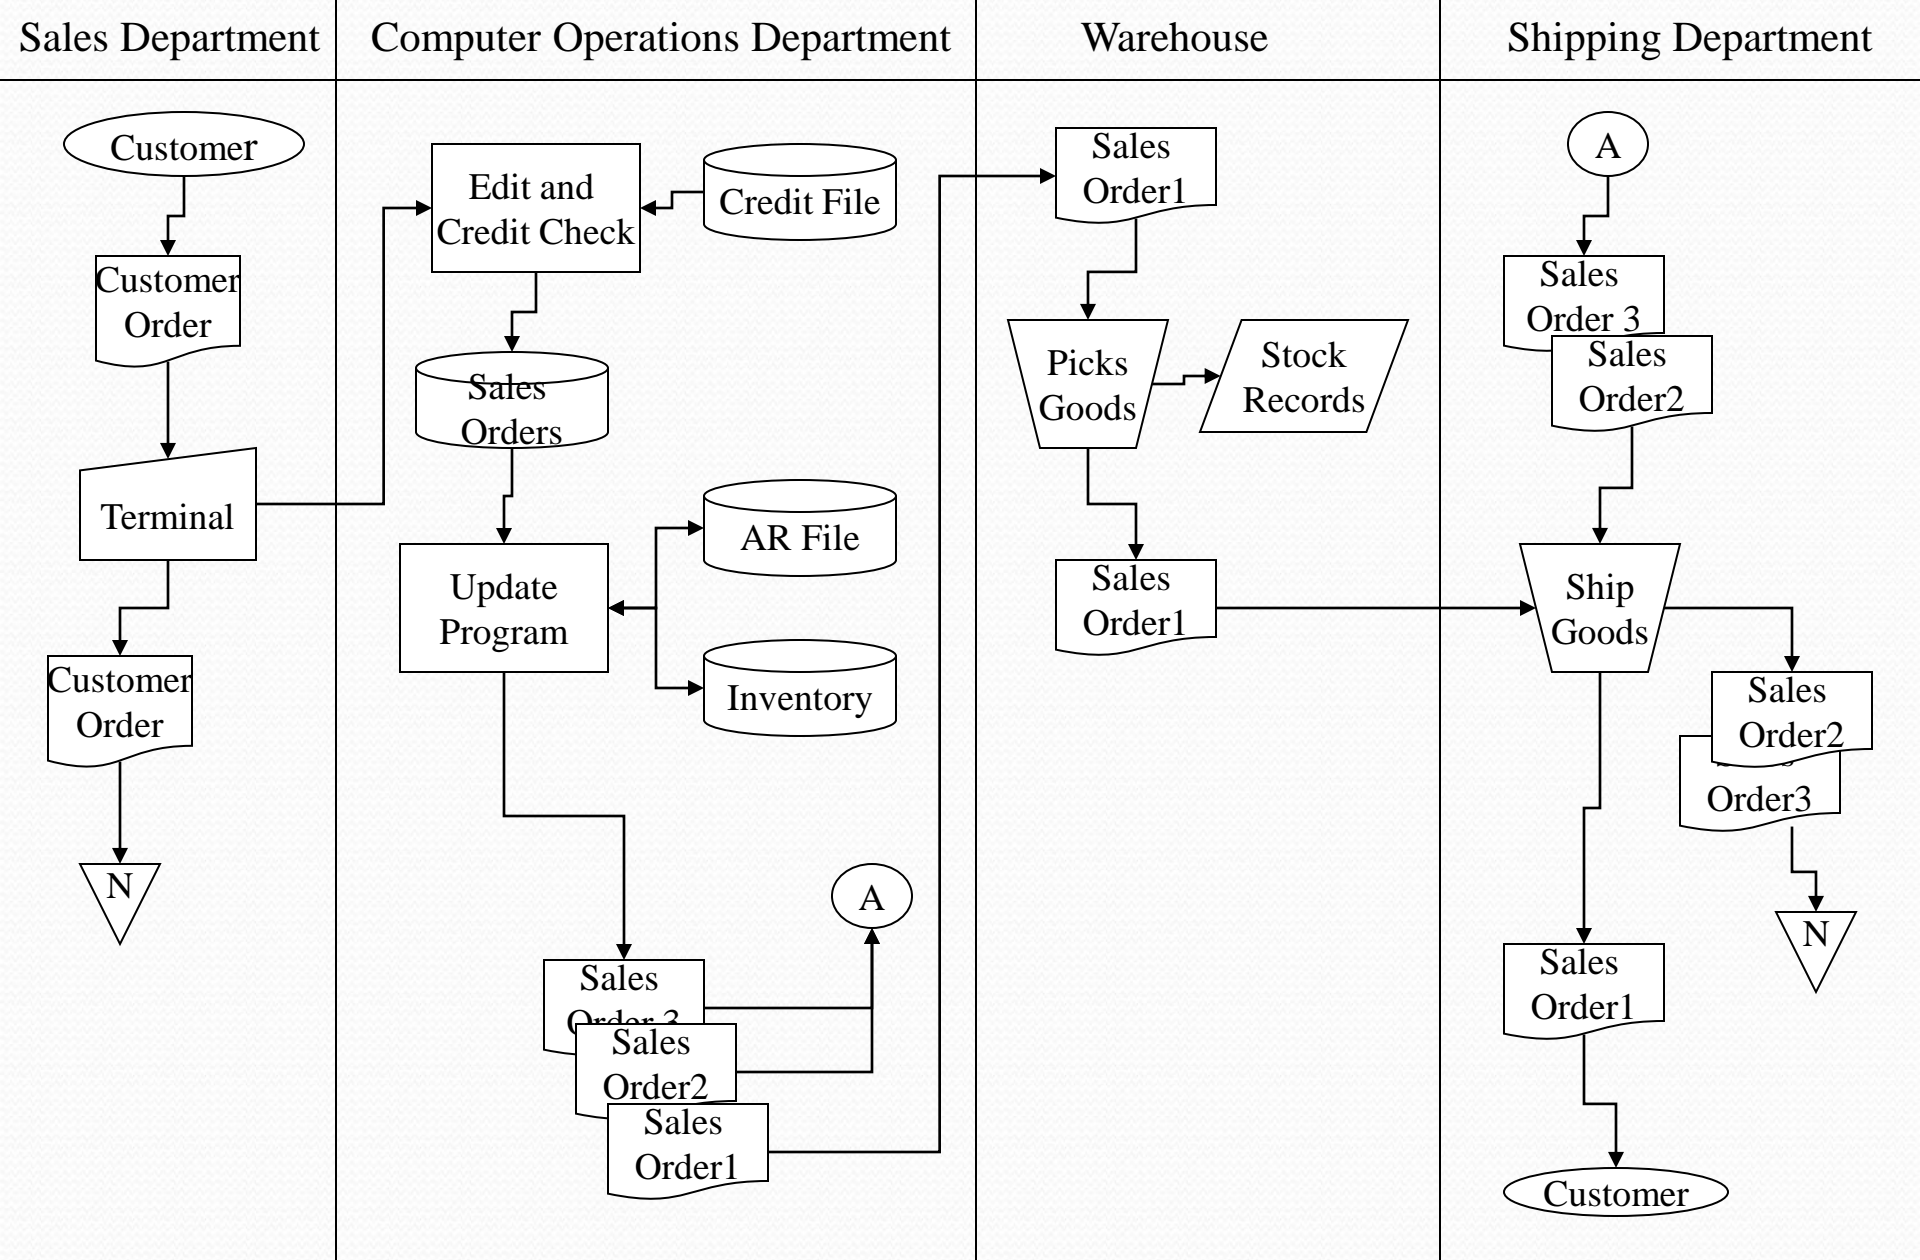 Sales Department
Computer Operations Department
Warehouse
Shipping Department
Customer
Customer
Order
Terminal
Customer
Order
N
Edit and
Credit Check
Credit File
Sales
Orders
Update
Program
AR File
Inventory
A
Sales
Order 3
Sales
Order2
Sales
Order1
Sales
Order1
Picks
Goods
Stock
Records
Sales
Order1
A
Sales
Order 3
Sales
Order2
Ship
Goods
Sales
Order2
Order3
N
Sales
Order1
Customer